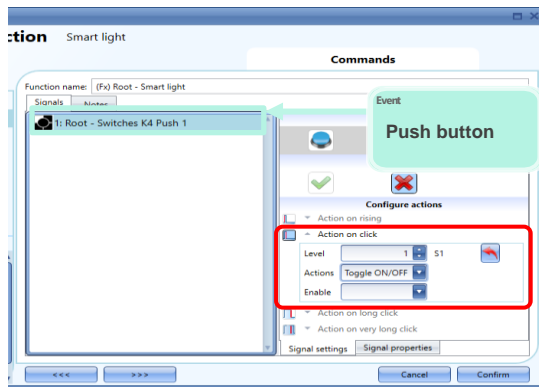 ction Smart light
Commands
Function name: (Fx) Root - Smart light
Signals Notes
Event
1: Root - Switches K4 Push 1
Push button
Configure actions
Action on rising
Action on click
Level 1 S1
Actions Toggle ON/OFF
Enable
Action on long click
Action on very long click
Signal settings Signal properties
<<< >>> Cancel Confirm